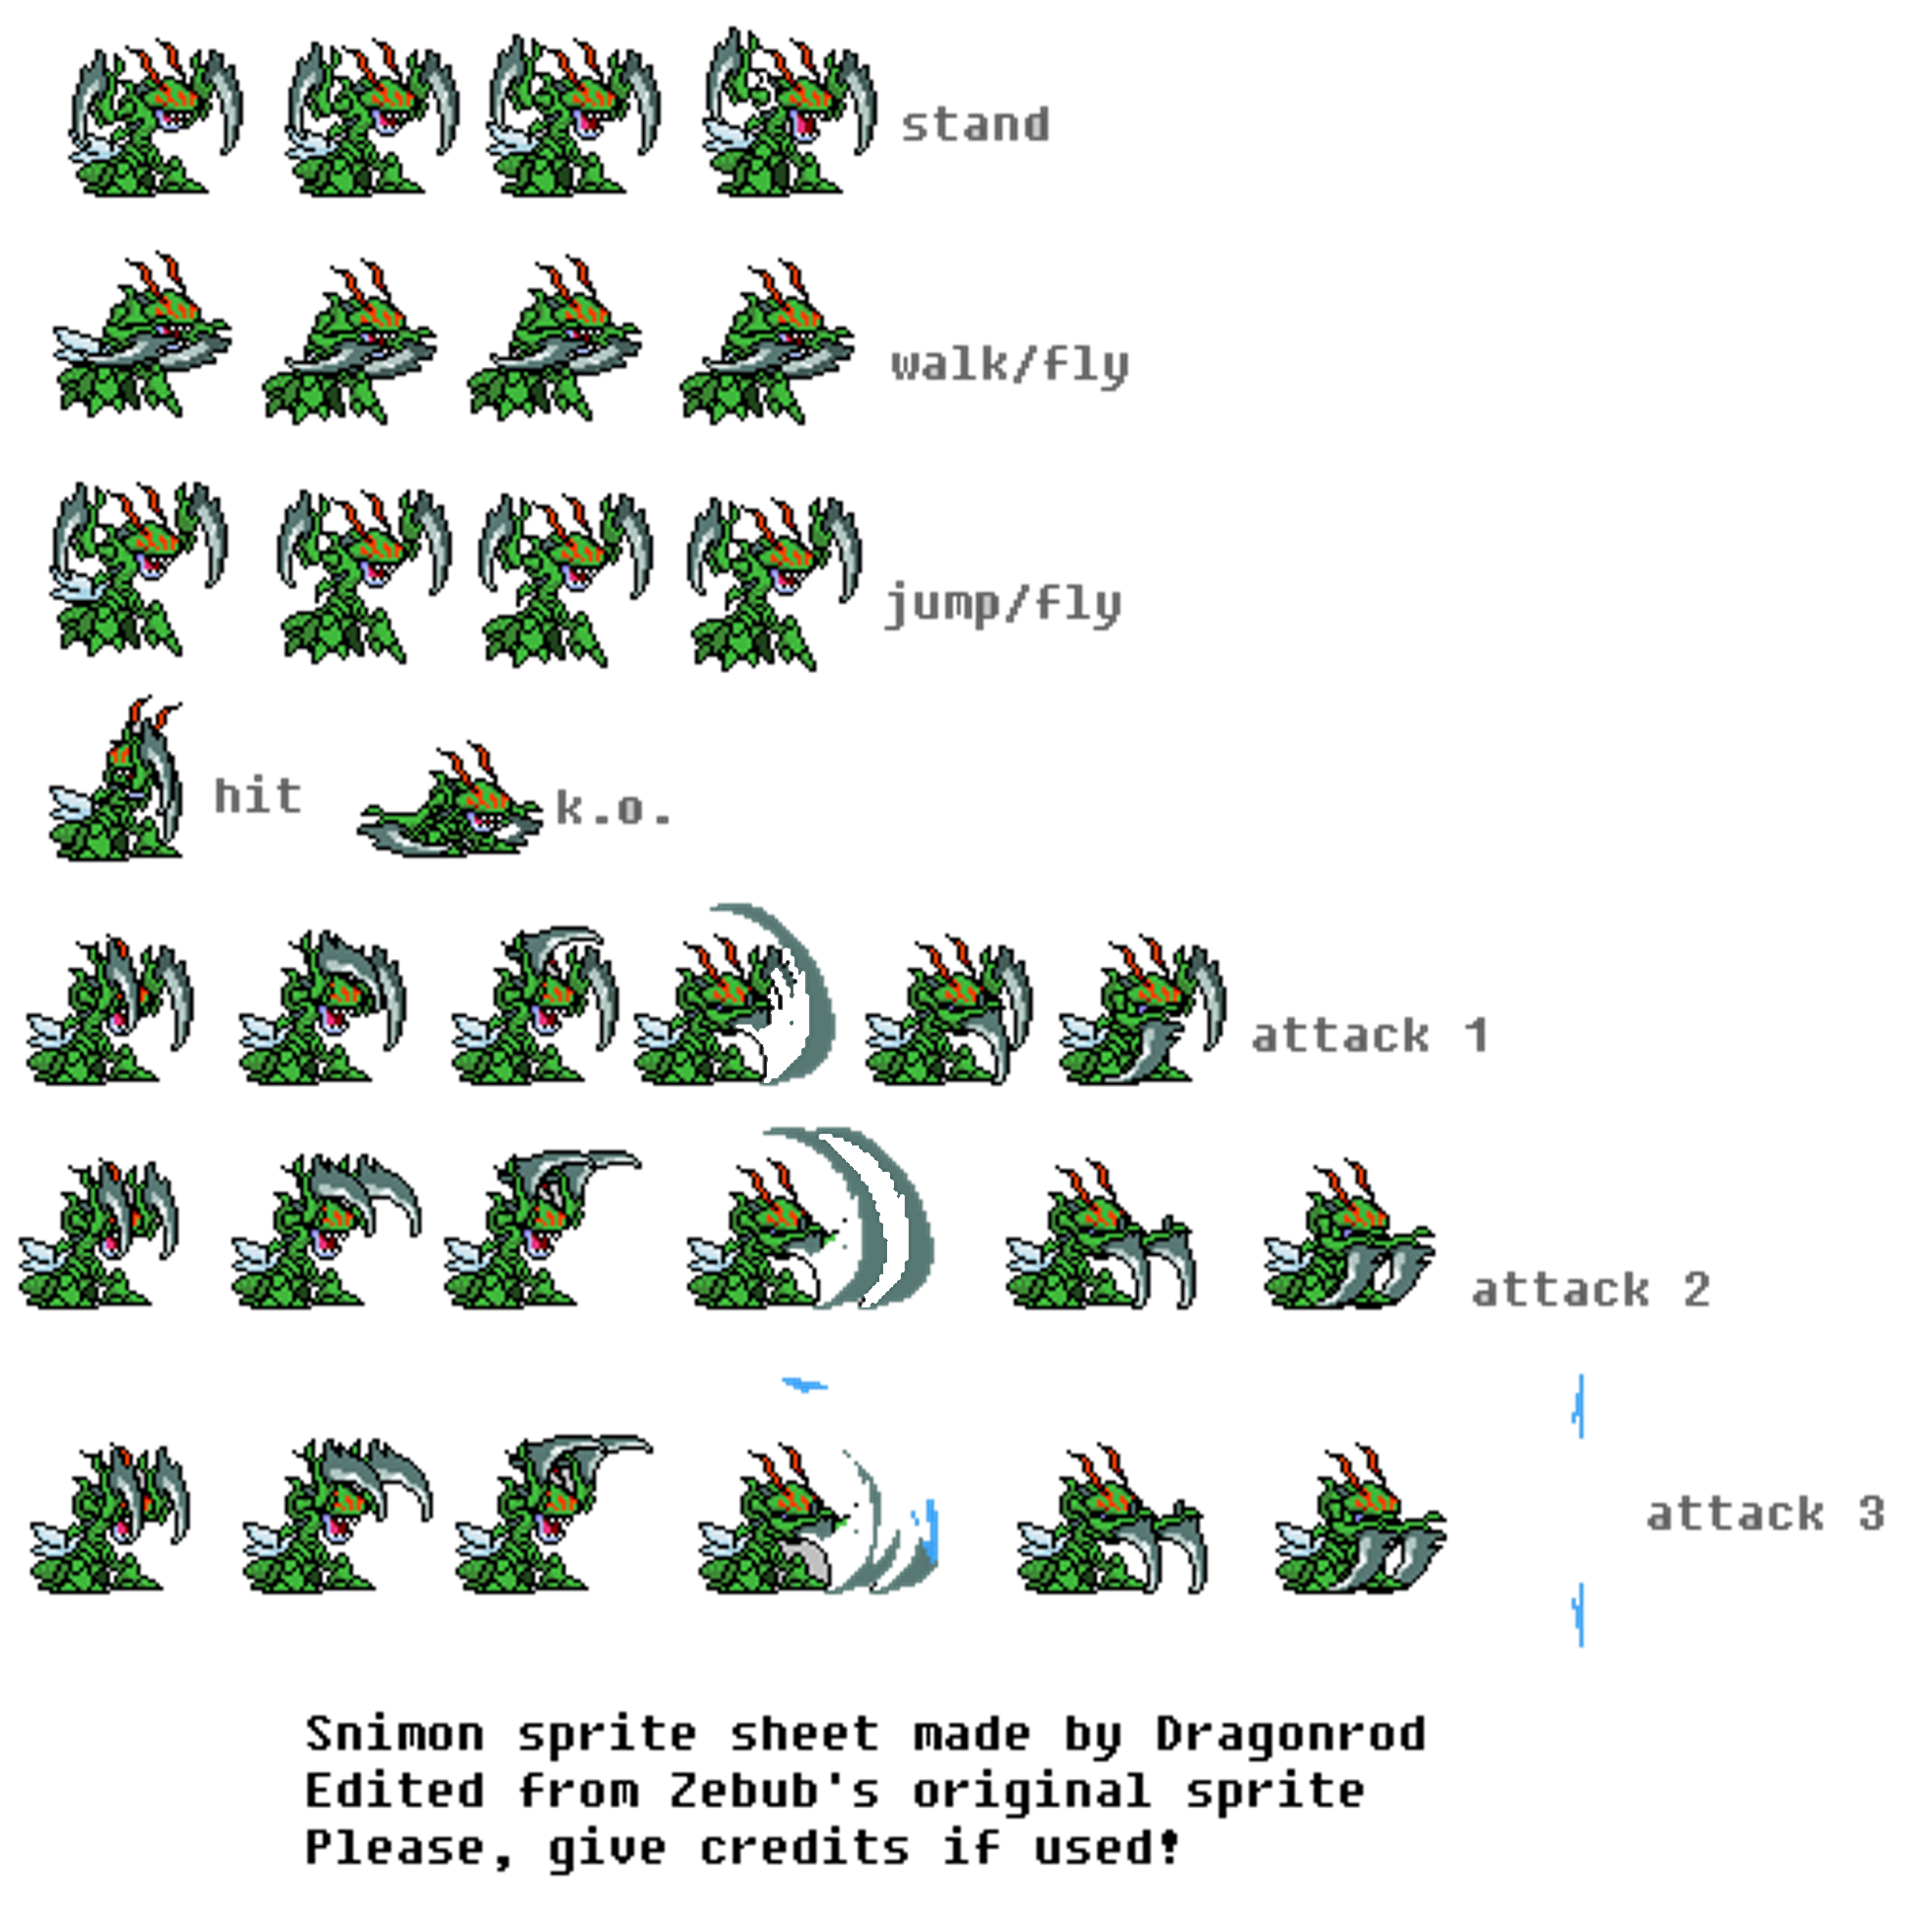 stand
walk/fly
jump/fly
hit
k.o.
attack 1
attack 2
attack 3
Snimon sprite sheet made by Dragonrod
Edited from Zebub's original sprite
Please, give credits if used!